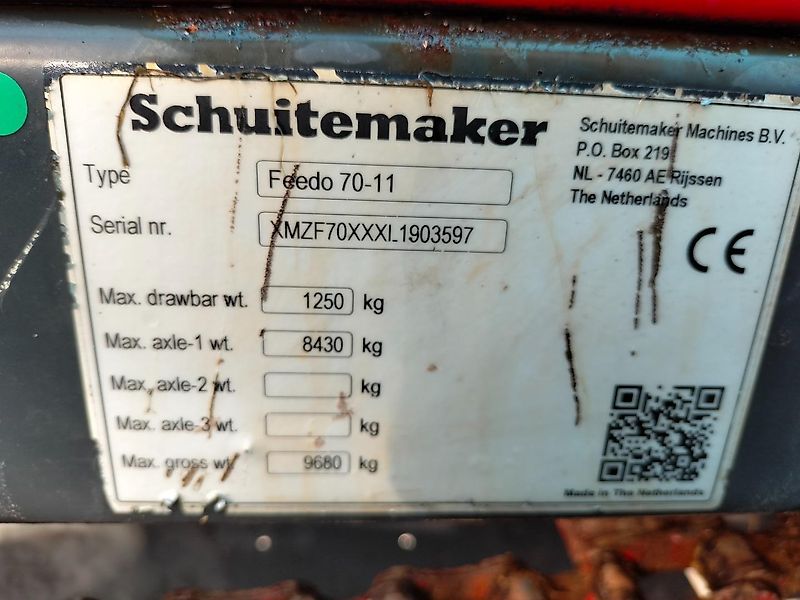 Schuitemaker
Schuitemaker Machines B.V.
P.O. Box 219
NL - 7460 AE Rijssen
The Netherlands
Type Feedo 70-11
Serial nr. XMZF70XXXL1903597
CE
Max. drawbar wt. 1250 kg
Max. axle-1 wt. 8430 kg
Max. axle-2 wt. kg
Max. axle-3 wt. kg
Max. gross wt. 9680 kg
Made in The Netherlands